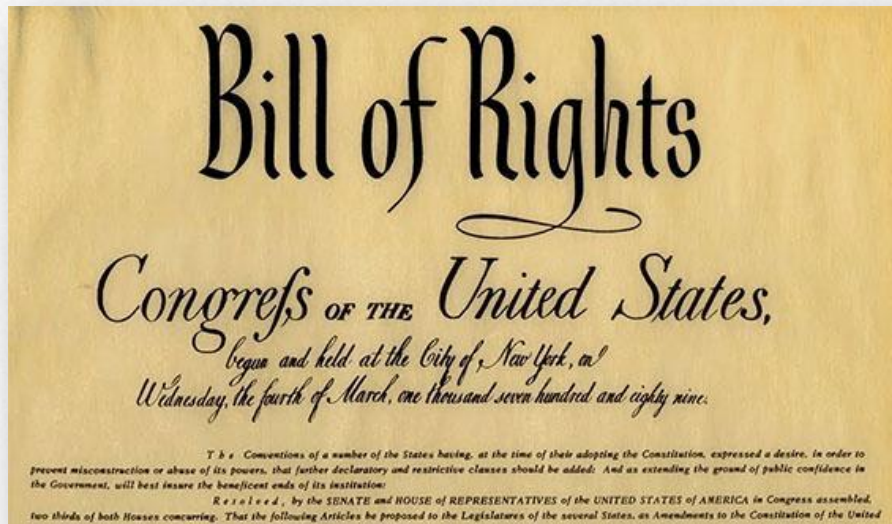 Bill of Rights
Congreſs OF THE United States,
begun and held at the City of New York, on
Wednesday, the fourth of March, one thousand seven hundred and eighty nine.
The Conventions of a number of the States having, at the time of their adopting the Constitution, expressed a desire, in order to
prevent misconstruction or abuse of its powers, that further declaratory and restrictive clauses should be added: And as extending the ground of public confidence in
the Government, will best insure the beneficent ends of its institution:
Resolved, by the SENATE and HOUSE of REPRESENTATIVES of the UNITED STATES of AMERICA in Congress assembled,
two thirds of both Houses concurring. That the following Articles be proposed to the Legislatures of the several States, as Amendments to the Constitution of the United